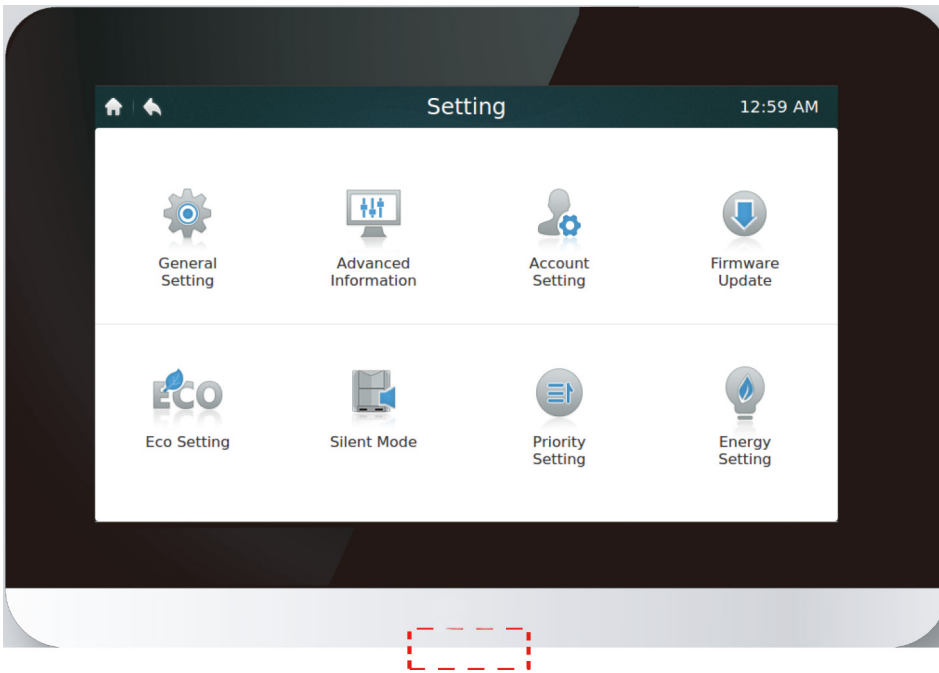 Setting
12:59 AM
General
Setting
Advanced
Information
Account
Setting
Firmware
Update
ECO
Eco Setting
Silent Mode
Priority
Setting
Energy
Setting